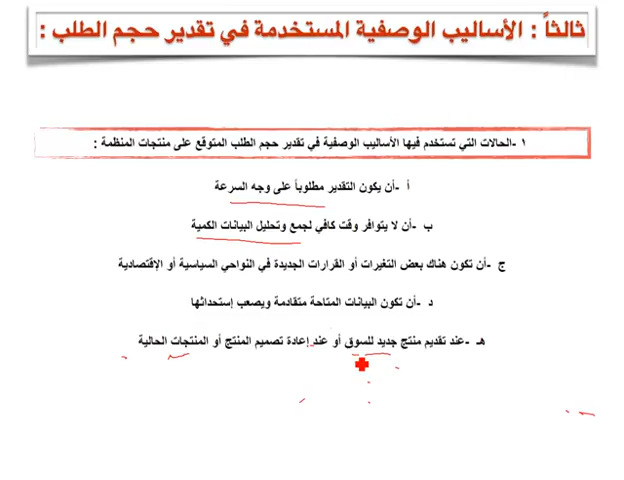 ثالثاً : الأساليب الوصفية المستخدمة في تقدير حجم الطلب :
١ -الحالات التي تستخدم فيها الأساليب الوصفية في تقدير حجم الطلب المتوقع على منتجات المنظمة :
أ -أن يكون التقدير مطلوباً على وجه السرعة
ب -أن لا يتوافر وقت كافي لجمع وتحليل البيانات الكمية
ج -أن تكون هناك بعض التغيرات أو القرارات الجديدة في النواحي السياسية أو الإقتصادية
د -أن تكون البيانات المتاحة متقادمة ويصعب إستحداثها
هـ -عند تقديم منتج جديد للسوق أو عند إعادة تصميم المنتج أو المنتجات الحالية